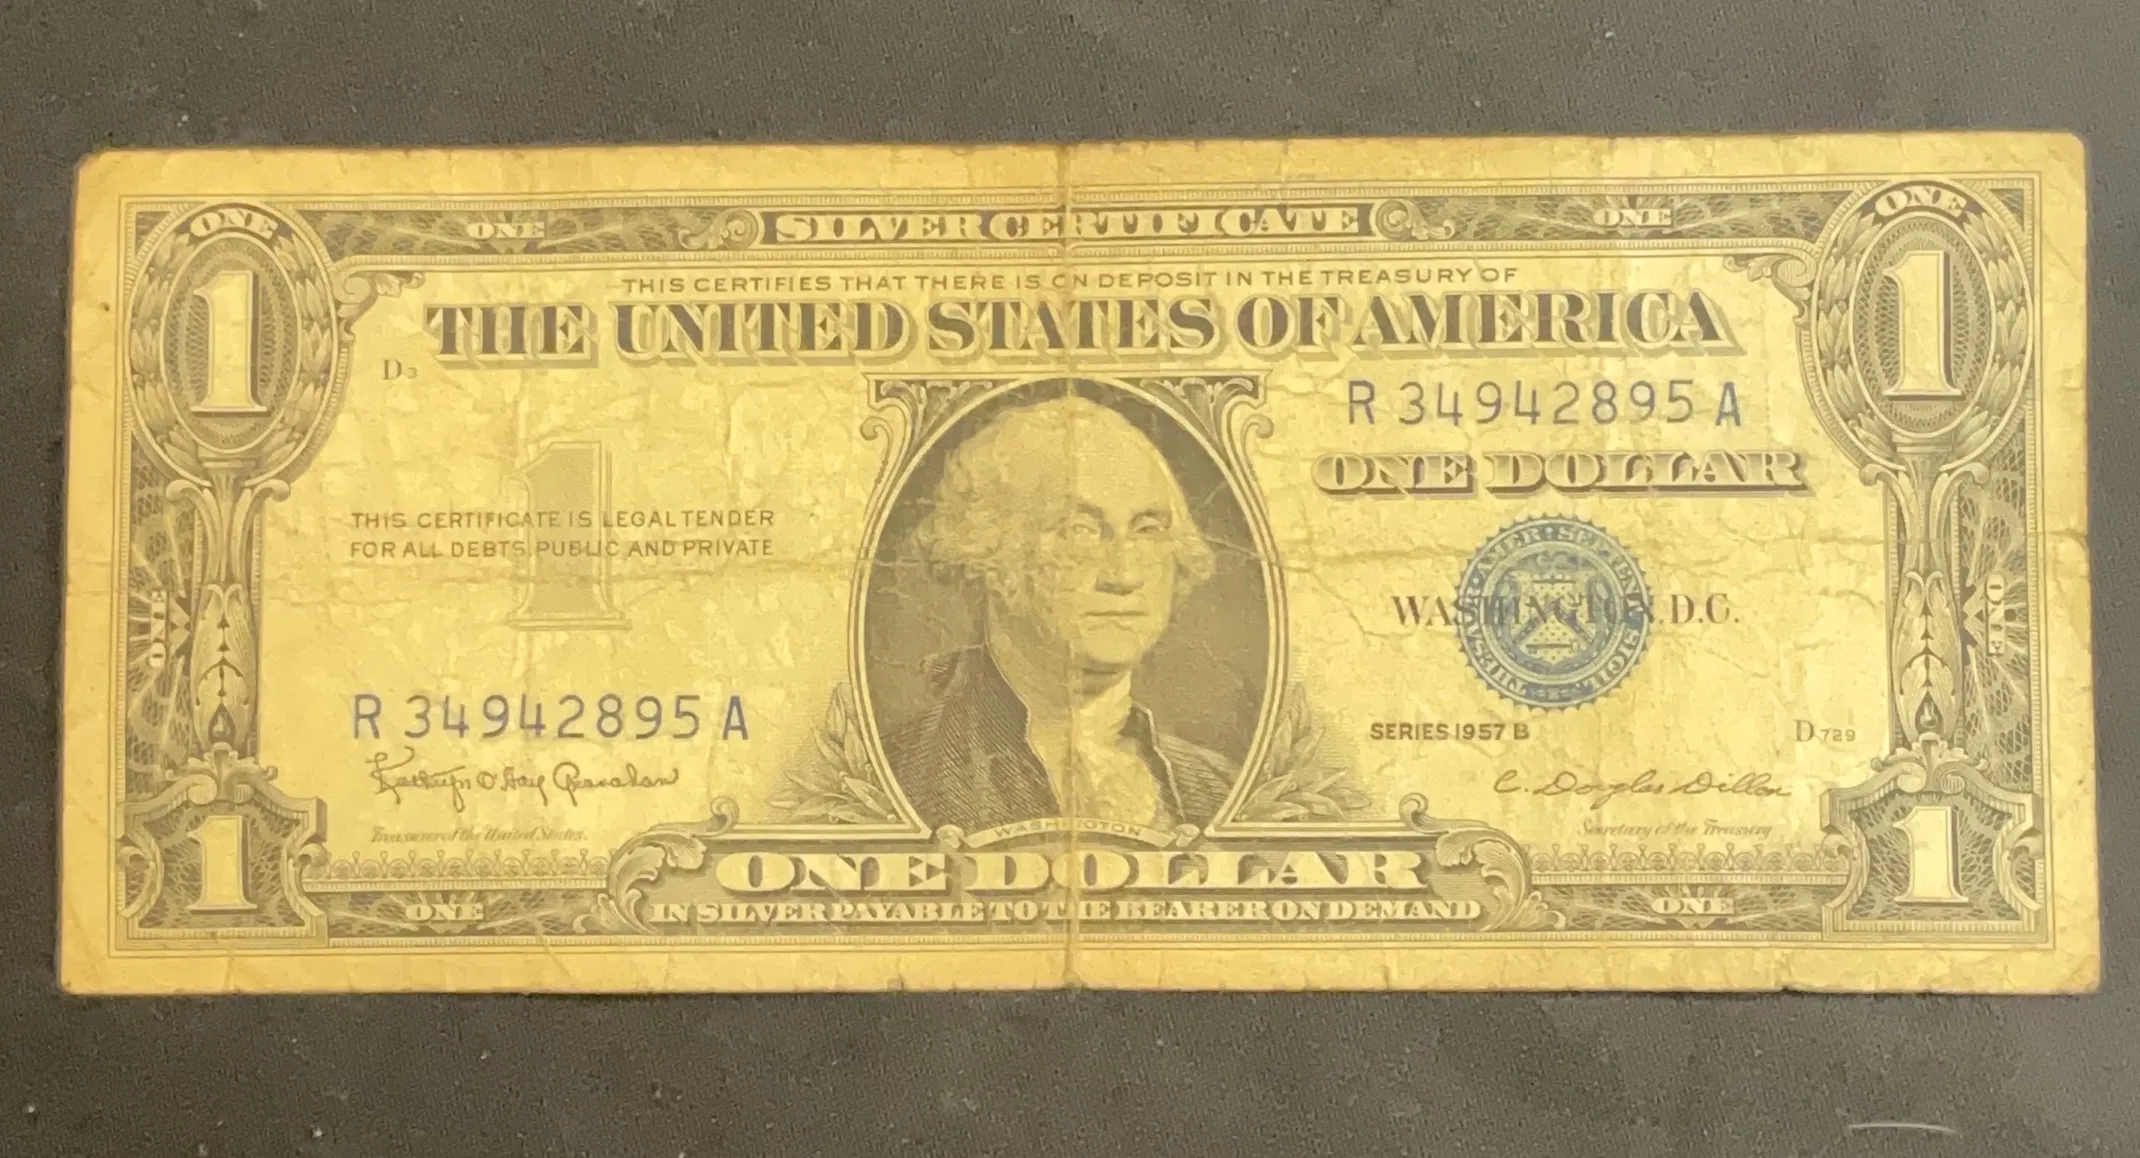 ONE
ONE
SILVER CERTIFICATE
ONE
ONE
1
THIS CERTIFIES THAT THERE IS ON DEPOSIT IN THE TREASURY OF
1
THE UNITED STATES OF AMERICA
D 3
R 34942895 A
ONE DOLLAR
1
THIS CERTIFICATE IS LEGAL TENDER
FOR ALL DEBTS, PUBLIC AND PRIVATE
WASHINGTON, D.C.
ONE
ONE
R 34942895 A
SERIES 1957 B
D 729
Kathryn O'Hay Granahan
C. Douglas Dillon
Treasurer of the United States.
Secretary of the Treasury
WASHINGTON
1
ONE DOLLAR
1
ONE
IN SILVER PAYABLE TO THE BEARER ON DEMAND
ONE